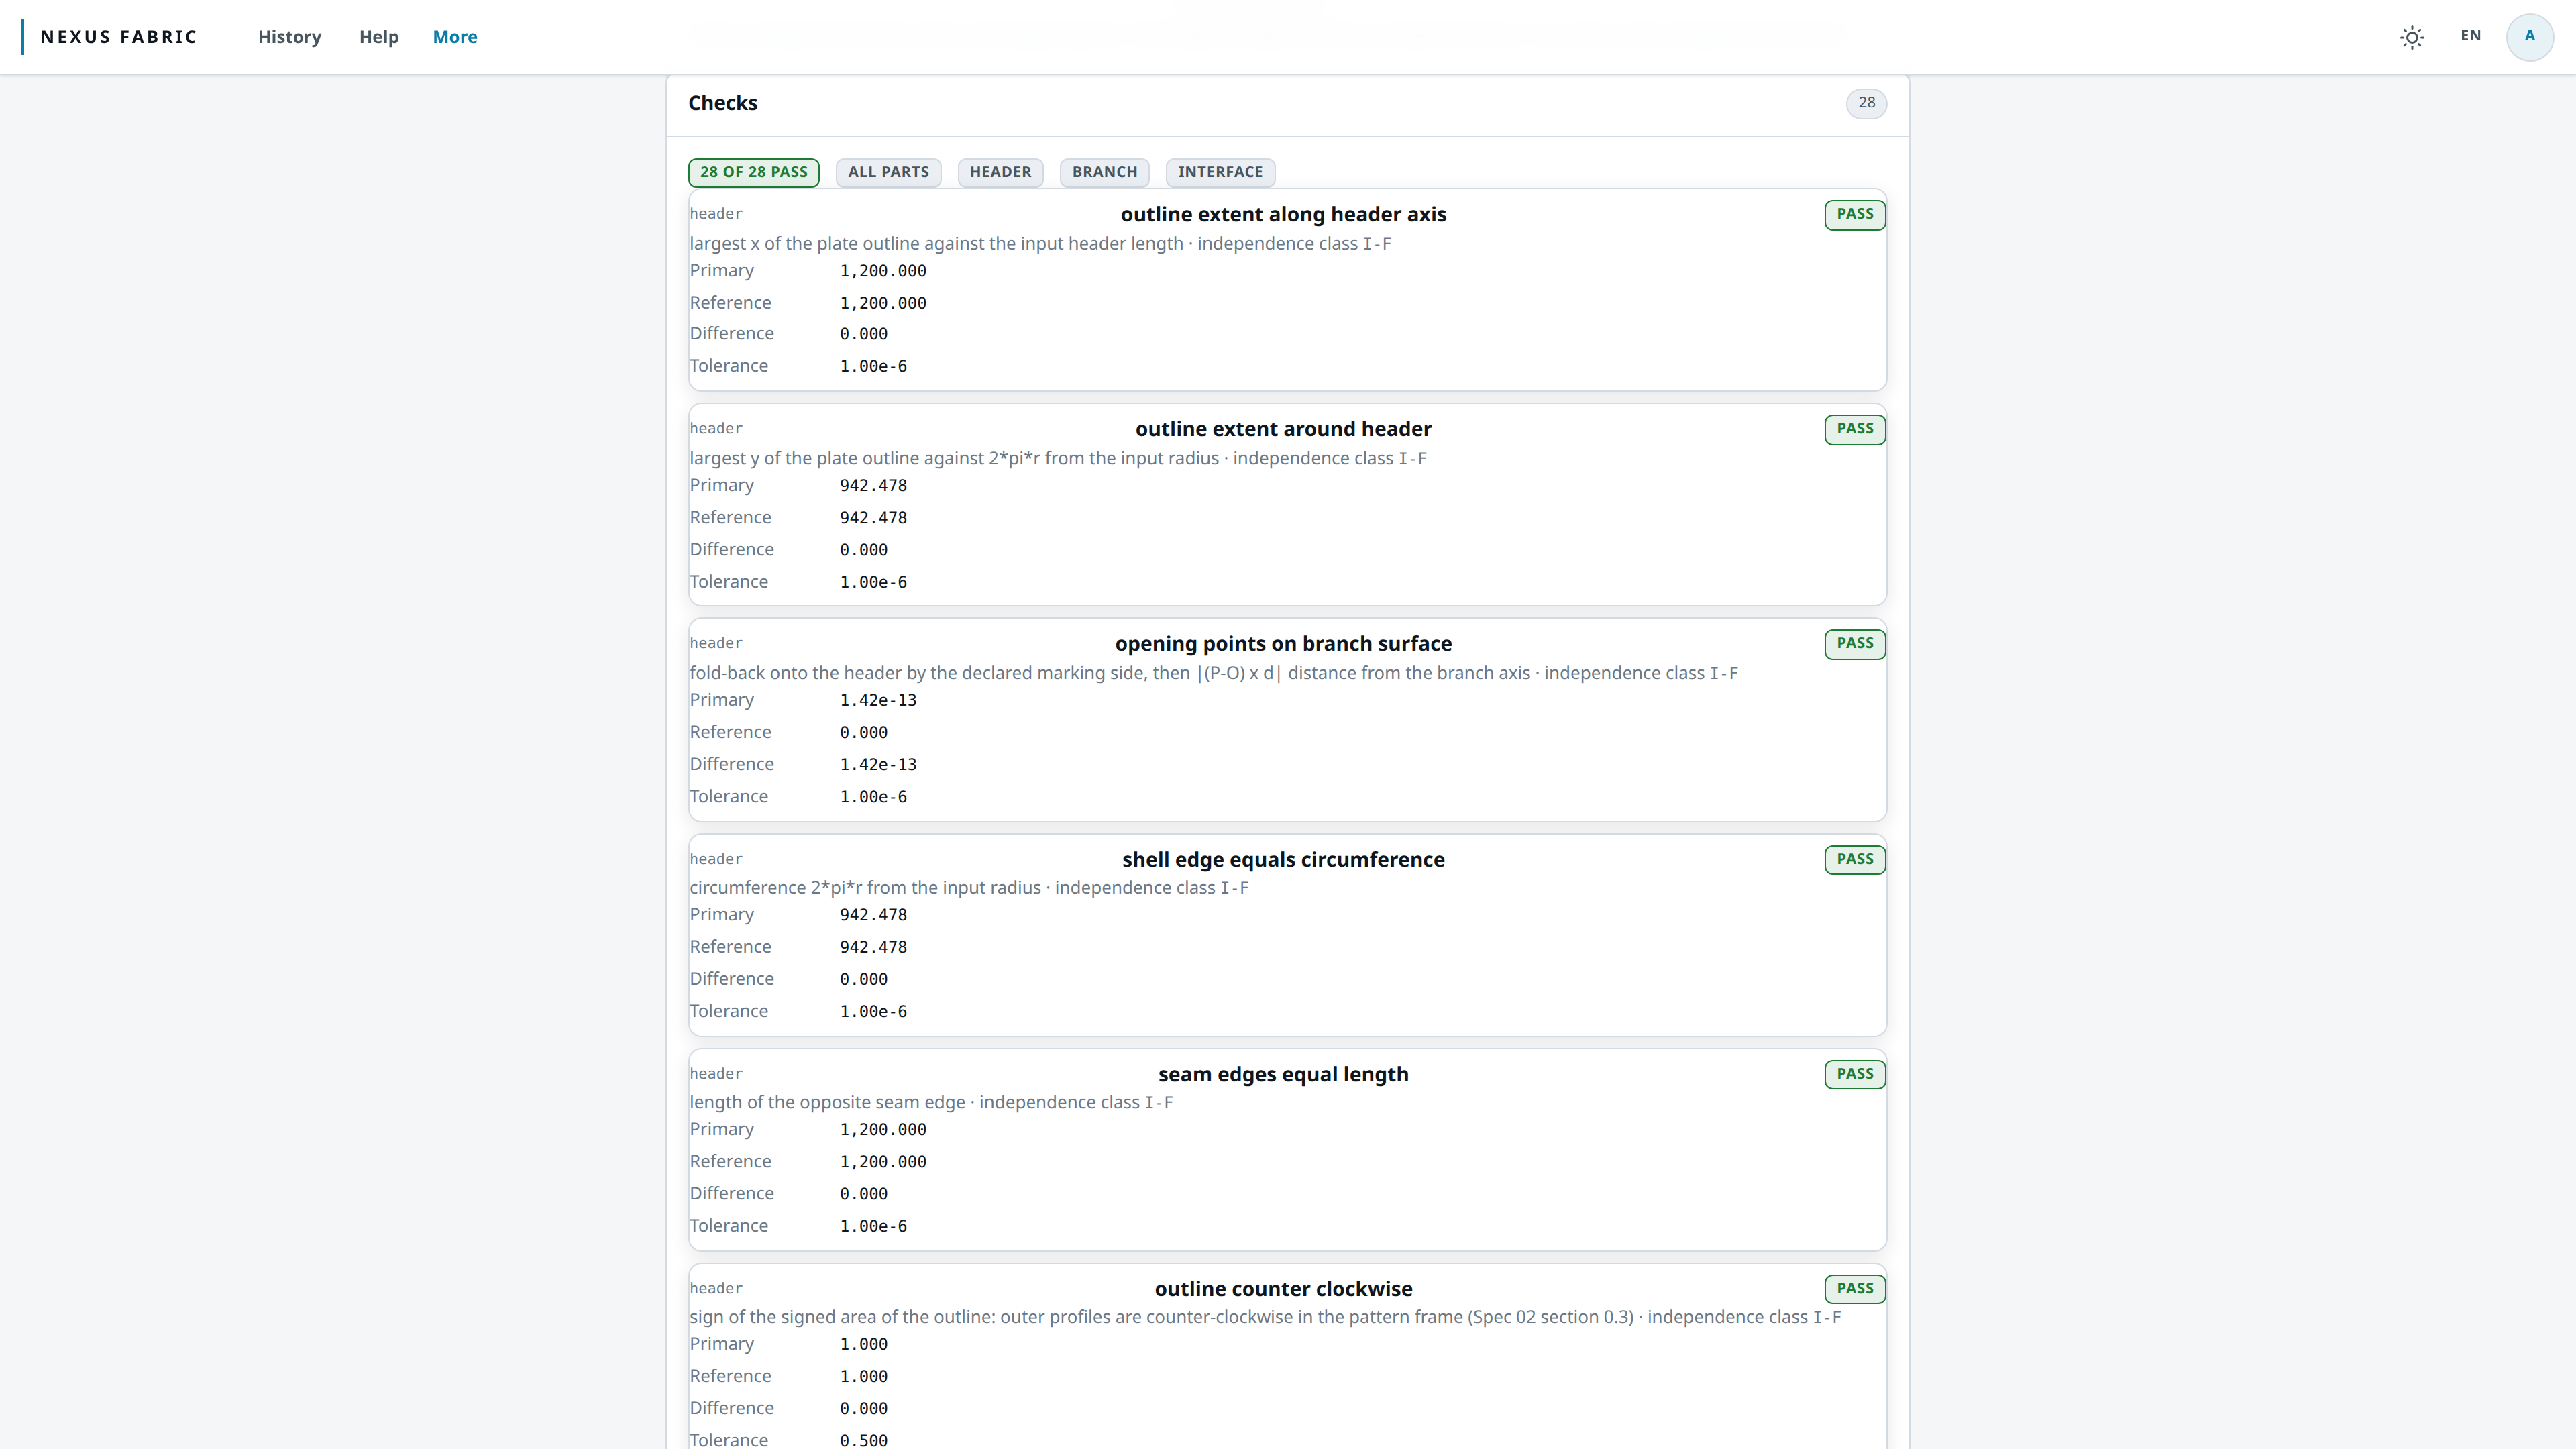 NEXUS FABRIC History Help More EN A
Checks 28
28 OF 28 PASS ALL PARTS HEADER BRANCH INTERFACE
header outline extent along header axis PASS
largest x of the plate outline against the input header length · independence class I-F
Primary 1,200.000
Reference 1,200.000
Difference 0.000
Tolerance 1.00e-6
header outline extent around header PASS
largest y of the plate outline against 2*pi*r from the input radius · independence class I-F
Primary 942.478
Reference 942.478
Difference 0.000
Tolerance 1.00e-6
header opening points on branch surface PASS
fold-back onto the header by the declared marking side, then |(P-O) x d| distance from the branch axis · independence class I-F
Primary 1.42e-13
Reference 0.000
Difference 1.42e-13
Tolerance 1.00e-6
header shell edge equals circumference PASS
circumference 2*pi*r from the input radius · independence class I-F
Primary 942.478
Reference 942.478
Difference 0.000
Tolerance 1.00e-6
header seam edges equal length PASS
length of the opposite seam edge · independence class I-F
Primary 1,200.000
Reference 1,200.000
Difference 0.000
Tolerance 1.00e-6
header outline counter clockwise PASS
sign of the signed area of the outline: outer profiles are counter-clockwise in the pattern frame (Spec 02 section 0.3) · independence class I-F
Primary 1.000
Reference 1.000
Difference 0.000
Tolerance 0.500